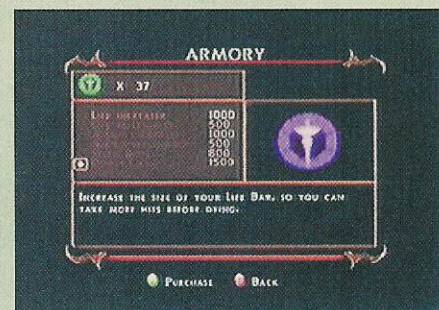 ARMORY
X 37
LIFE INCREASER 1000
500
1000
500
800
1500
INCREASE THE SIZE OF YOUR LIFE BAR, SO YOU CAN
TAKE MORE HITS BEFORE DYING.
PURCHASE BACK